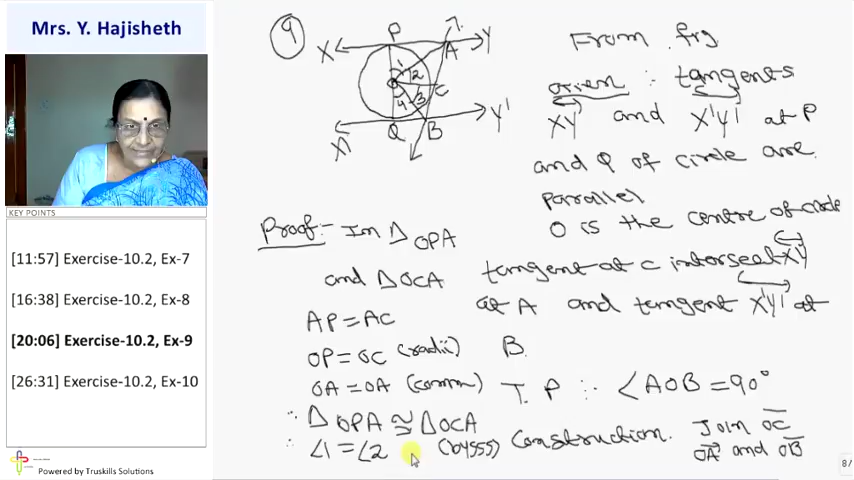 Mrs. Y. Hajisheth
KEY POINTS
[11:57] Exercise-10.2, Ex-7
[16:38] Exercise-10.2, Ex-8
[20:06] Exercise-10.2, Ex-9
[26:31] Exercise-10.2, Ex-10
Powered by Truskills Solutions
9
P
X A Y
1 2
C
4 3
X' Q B Y'
From fig
given :- tangents
XY and X'Y' at P
and Q of circle are
parallel
O is the centre of circle
tangent at C intersect XY
at A and tangent X'Y' at
B.
T. P :- ∠AOB = 90°
Construction. Join OC
OA and OB
Proof:- In Δ OPA
and ΔOCA
AP = AC
OP = OC (radii)
OA = OA (common)
∴ Δ OPA ≅ ΔOCA
∴ ∠1 = ∠2 (by SSS)
8/